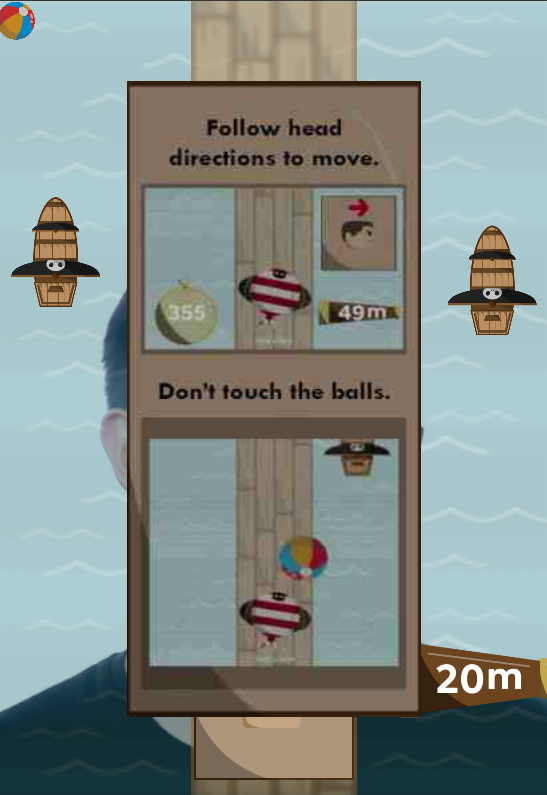 Follow head
directions to move.
355
49m
Don't touch the balls.
20m